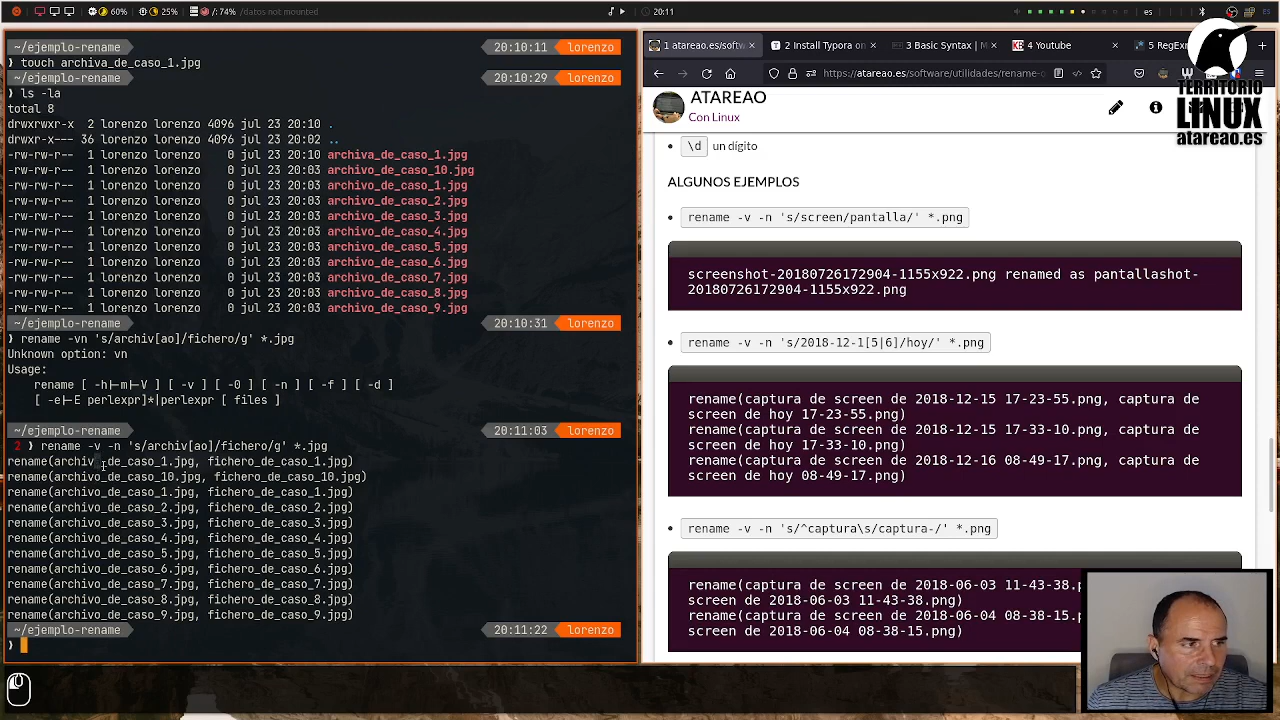 60% 25% /: 74% /datos not mounted
20:11
es
~/ejemplo-rename 20:10:11 lorenzo
❯ touch archiva_de_caso_1.jpg
~/ejemplo-rename 20:10:29 lorenzo
❯ ls -la
total 8
drwxrwxr-x 2 lorenzo lorenzo 4096 jul 23 20:10 .
drwxr-x--- 36 lorenzo lorenzo 4096 jul 23 20:02 ..
-rw-rw-r-- 1 lorenzo lorenzo 0 jul 23 20:10 archiva_de_caso_1.jpg
-rw-rw-r-- 1 lorenzo lorenzo 0 jul 23 20:03 archivo_de_caso_10.jpg
-rw-rw-r-- 1 lorenzo lorenzo 0 jul 23 20:03 archivo_de_caso_1.jpg
-rw-rw-r-- 1 lorenzo lorenzo 0 jul 23 20:03 archivo_de_caso_2.jpg
-rw-rw-r-- 1 lorenzo lorenzo 0 jul 23 20:03 archivo_de_caso_3.jpg
-rw-rw-r-- 1 lorenzo lorenzo 0 jul 23 20:03 archivo_de_caso_4.jpg
-rw-rw-r-- 1 lorenzo lorenzo 0 jul 23 20:03 archivo_de_caso_5.jpg
-rw-rw-r-- 1 lorenzo lorenzo 0 jul 23 20:03 archivo_de_caso_6.jpg
-rw-rw-r-- 1 lorenzo lorenzo 0 jul 23 20:03 archivo_de_caso_7.jpg
-rw-rw-r-- 1 lorenzo lorenzo 0 jul 23 20:03 archivo_de_caso_8.jpg
-rw-rw-r-- 1 lorenzo lorenzo 0 jul 23 20:03 archivo_de_caso_9.jpg
~/ejemplo-rename 20:10:31 lorenzo
❯ rename -vn 's/archiv[ao]/fichero/g' *.jpg
Unknown option: vn
Usage:
rename [ -h|-m|-V ] [ -v ] [ -0 ] [ -n ] [ -f ] [ -d ]
[ -e|-E perlexpr]*|perlexpr [ files ]
~/ejemplo-rename 20:11:03 lorenzo
2 ❯ rename -v -n 's/archiv[ao]/fichero/g' *.jpg
rename(archiv _de_caso_1.jpg, fichero_de_caso_1.jpg)
rename(archivo_de_caso_10.jpg, fichero_de_caso_10.jpg)
rename(archivo_de_caso_1.jpg, fichero_de_caso_1.jpg)
rename(archivo_de_caso_2.jpg, fichero_de_caso_2.jpg)
rename(archivo_de_caso_3.jpg, fichero_de_caso_3.jpg)
rename(archivo_de_caso_4.jpg, fichero_de_caso_4.jpg)
rename(archivo_de_caso_5.jpg, fichero_de_caso_5.jpg)
rename(archivo_de_caso_6.jpg, fichero_de_caso_6.jpg)
rename(archivo_de_caso_7.jpg, fichero_de_caso_7.jpg)
rename(archivo_de_caso_8.jpg, fichero_de_caso_8.jpg)
rename(archivo_de_caso_9.jpg, fichero_de_caso_9.jpg)
~/ejemplo-rename 20:11:22 lorenzo
❯
1 atareao.es/softw 2 Install Typora on 3 Basic Syntax | M 4 Youtube 5 RegEx
https://atareao.es/software/utilidades/rename-
ATAREAO
Con Linux
TERRITORIO
LINUX
atareao.es
\d un dígito
ALGUNOS EJEMPLOS
rename -v -n 's/screen/pantalla/' *.png
screenshot-20180726172904-1155x922.png renamed as pantallashot-
20180726172904-1155x922.png
rename -v -n 's/2018-12-1[5|6]/hoy/' *.png
rename(captura de screen de 2018-12-15 17-23-55.png, captura de
screen de hoy 17-23-55.png)
rename(captura de screen de 2018-12-15 17-33-10.png, captura de
screen de hoy 17-33-10.png)
rename(captura de screen de 2018-12-16 08-49-17.png, captura de
screen de hoy 08-49-17.png)
rename -v -n 's/^captura\s/captura-/' *.png
rename(captura de screen de 2018-06-03 11-43-38.
screen de 2018-06-03 11-43-38.png)
rename(captura de screen de 2018-06-04 08-38-15.
screen de 2018-06-04 08-38-15.png)